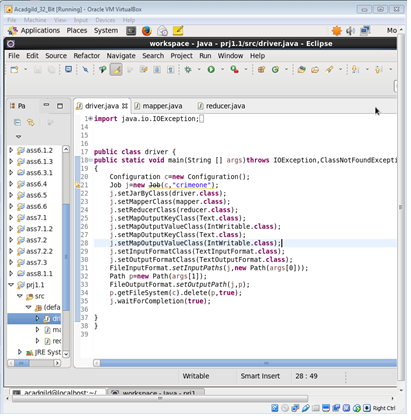 Acadgild_32_Bit [Running] - Oracle VM VirtualBox
File Machine View Input Devices Help
Applications Places System Mo
workspace - Java - prj1.1/src/driver.java - Eclipse
File Edit Source Refactor Navigate Search Project Run Window Help
Pa
driver.java mapper.java reducer.java
ass6.1.2
ass6.1.3
ass6.3.1
ass6.4
ass6.5
ass6.6
ass7.1
ass7.1
ass7.2
ass7.2.2
ass7.3
ass8.1.1
prj1.1
src
(defa
dri
ma
rec
JRE Sys
import java.io.IOException;
public class driver {
public static void main(String [] args)throws IOException,ClassNotFoundExcepti
{
Configuration c=new Configuration();
Job j=new Job(c,"crimeone");
j.setJarByClass(driver.class);
j.setMapperClass(mapper.class);
j.setReducerClass(reducer.class);
j.setMapOutputKeyClass(Text.class);
j.setMapOutputValueClass(IntWritable.class);
j.setMapOutputKeyClass(Text.class);
j.setMapOutputValueClass(IntWritable.class);
j.setInputFormatClass(TextInputFormat.class);
j.setOutputFormatClass(TextOutputFormat.class);
FileInputFormat.setInputPaths(j,new Path(args[0]));
Path p=new Path(args[1]);
FileOutputFormat.setOutputPath(j,p);
p.getFileSystem(c).delete(p,true);
j.waitForCompletion(true);
}
}
Writable Smart Insert 28 : 49
acadgild@localhost:~/ workspace - Java - prj1....
Right Ctrl